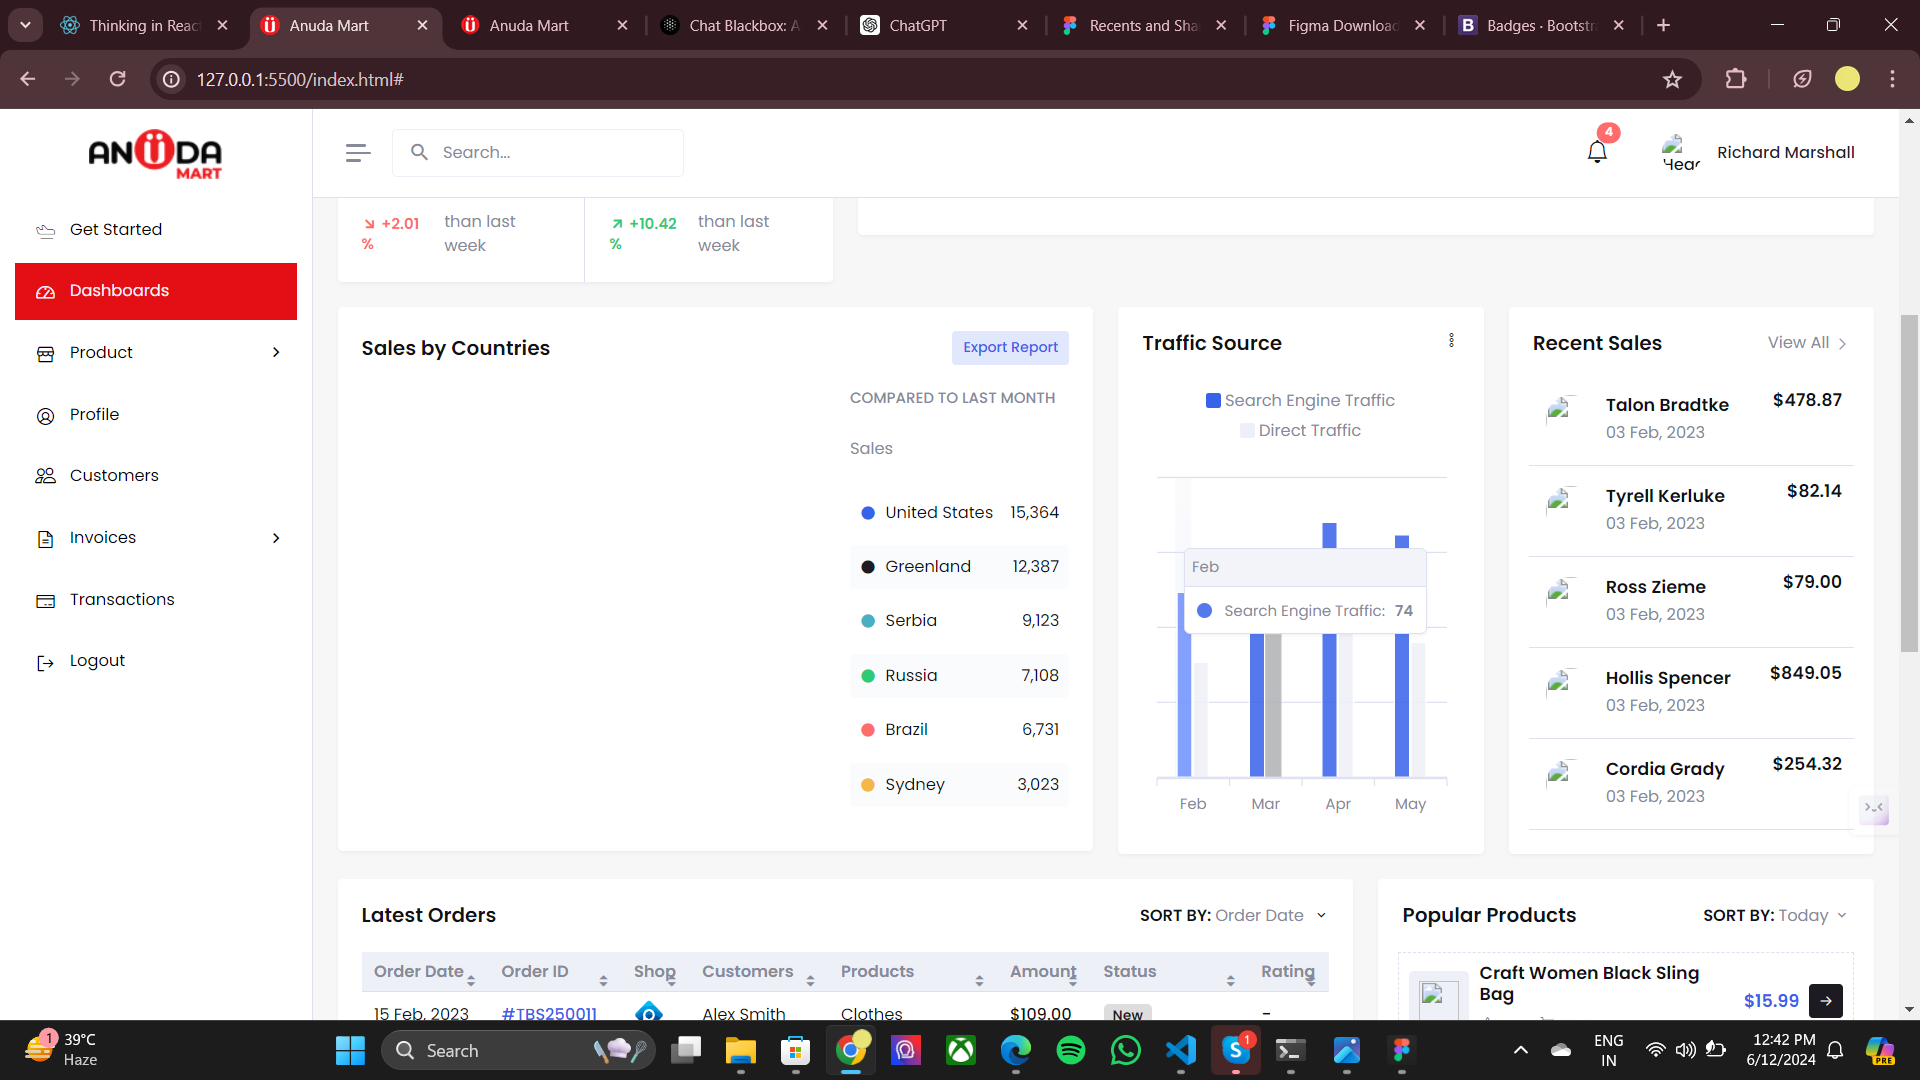 Thinking in Reac
Anuda Mart
Anuda Mart
Chat Blackbox: A
ChatGPT
Recents and Sha
Figma Download
Badges · Bootstr
127.0.0.1:5500/index.html#
ANÜDA
MART
Search...
4
Head
Richard Marshall
Get Started
Dashboards
Product
Profile
Customers
Invoices
Transactions
Logout
+2.01
%
than last
week
+10.42
%
than last
week
Sales by Countries
Export Report
COMPARED TO LAST MONTH
Sales
United States 15,364
Greenland 12,387
Serbia 9,123
Russia 7,108
Brazil 6,731
Sydney 3,023
Traffic Source
Search Engine Traffic
Direct Traffic
Feb
Search Engine Traffic: 74
Feb Mar Apr May
Recent Sales
View All
Talon Bradtke $478.87
03 Feb, 2023
Tyrell Kerluke $82.14
03 Feb, 2023
Ross Zieme $79.00
03 Feb, 2023
Hollis Spencer $849.05
03 Feb, 2023
Cordia Grady $254.32
03 Feb, 2023
Latest Orders
SORT BY: Order Date
Order Date Order ID Shop Customers Products Amount Status Rating
15 Feb, 2023 #TBS250011 Alex Smith Clothes $109.00 New -
Popular Products
SORT BY: Today
Craft Women Black Sling
Bag
$15.99
1
39°C
Haze
Search
1
PRE
ENG
IN
12:42 PM
6/12/2024